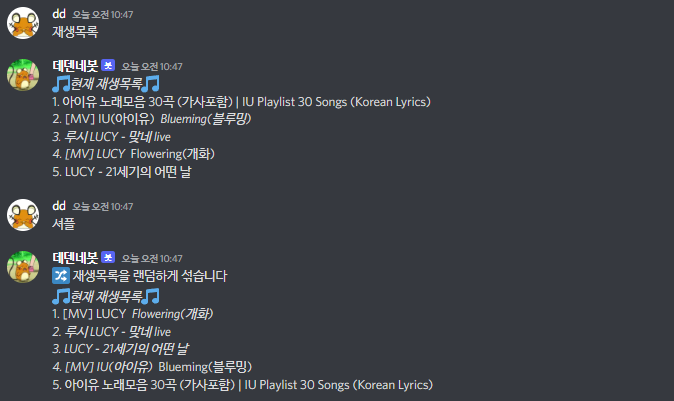 dd 오늘 오전 10:47
재생목록
데덴네봇 봇 오늘 오전 10:47
현재 재생목록
1. 아이유 노래모음 30곡 (가사포함) | IU Playlist 30 Songs (Korean Lyrics)
2. [MV] IU(아이유) Blueming(블루밍)
3. 루시 LUCY - 맞네 live
4. [MV] LUCY Flowering(개화)
5. LUCY - 21세기의 어떤 날
dd 오늘 오전 10:47
셔플
데덴네봇 봇 오늘 오전 10:47
재생목록을 랜덤하게 섞습니다
현재 재생목록
1. [MV] LUCY Flowering(개화)
2. 루시 LUCY - 맞네 live
3. LUCY - 21세기의 어떤 날
4. [MV] IU(아이유) Blueming(블루밍)
5. 아이유 노래모음 30곡 (가사포함) | IU Playlist 30 Songs (Korean Lyrics)